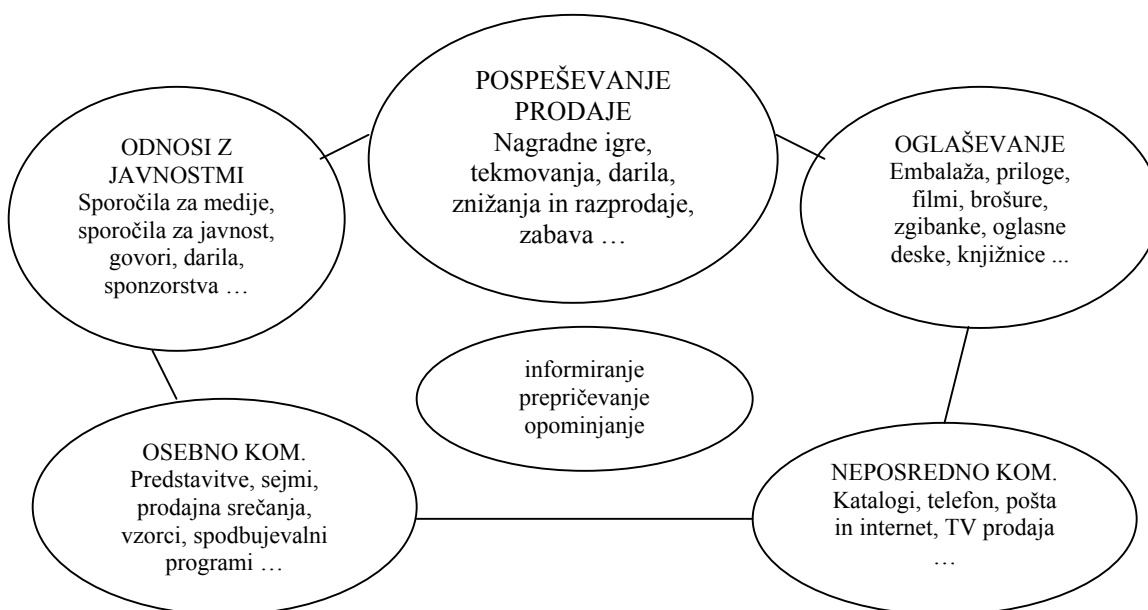 POSPEŠEVANJE
PRODAJE
Nagradne igre,
tekmovanja, darila,
znižanja in razprodaje,
zabava …
ODNOSI Z
JAVNOSTMI
Sporočila za medije,
sporočila za javnost,
govori, darila,
sponzorstva …
OGLAŠEVANJE
Embalaža, priloge,
filmi, brošure,
zgibanke, oglasne
deske, knjižnice ...
informiranje
prepričevanje
opominjanje
OSEBNO KOM.
Predstavitve, sejmi,
prodajna srečanja,
vzorci, spodbujevalni
programi …
NEPOSREDNO KOM.
Katalogi, telefon, pošta
in internet, TV prodaja
…